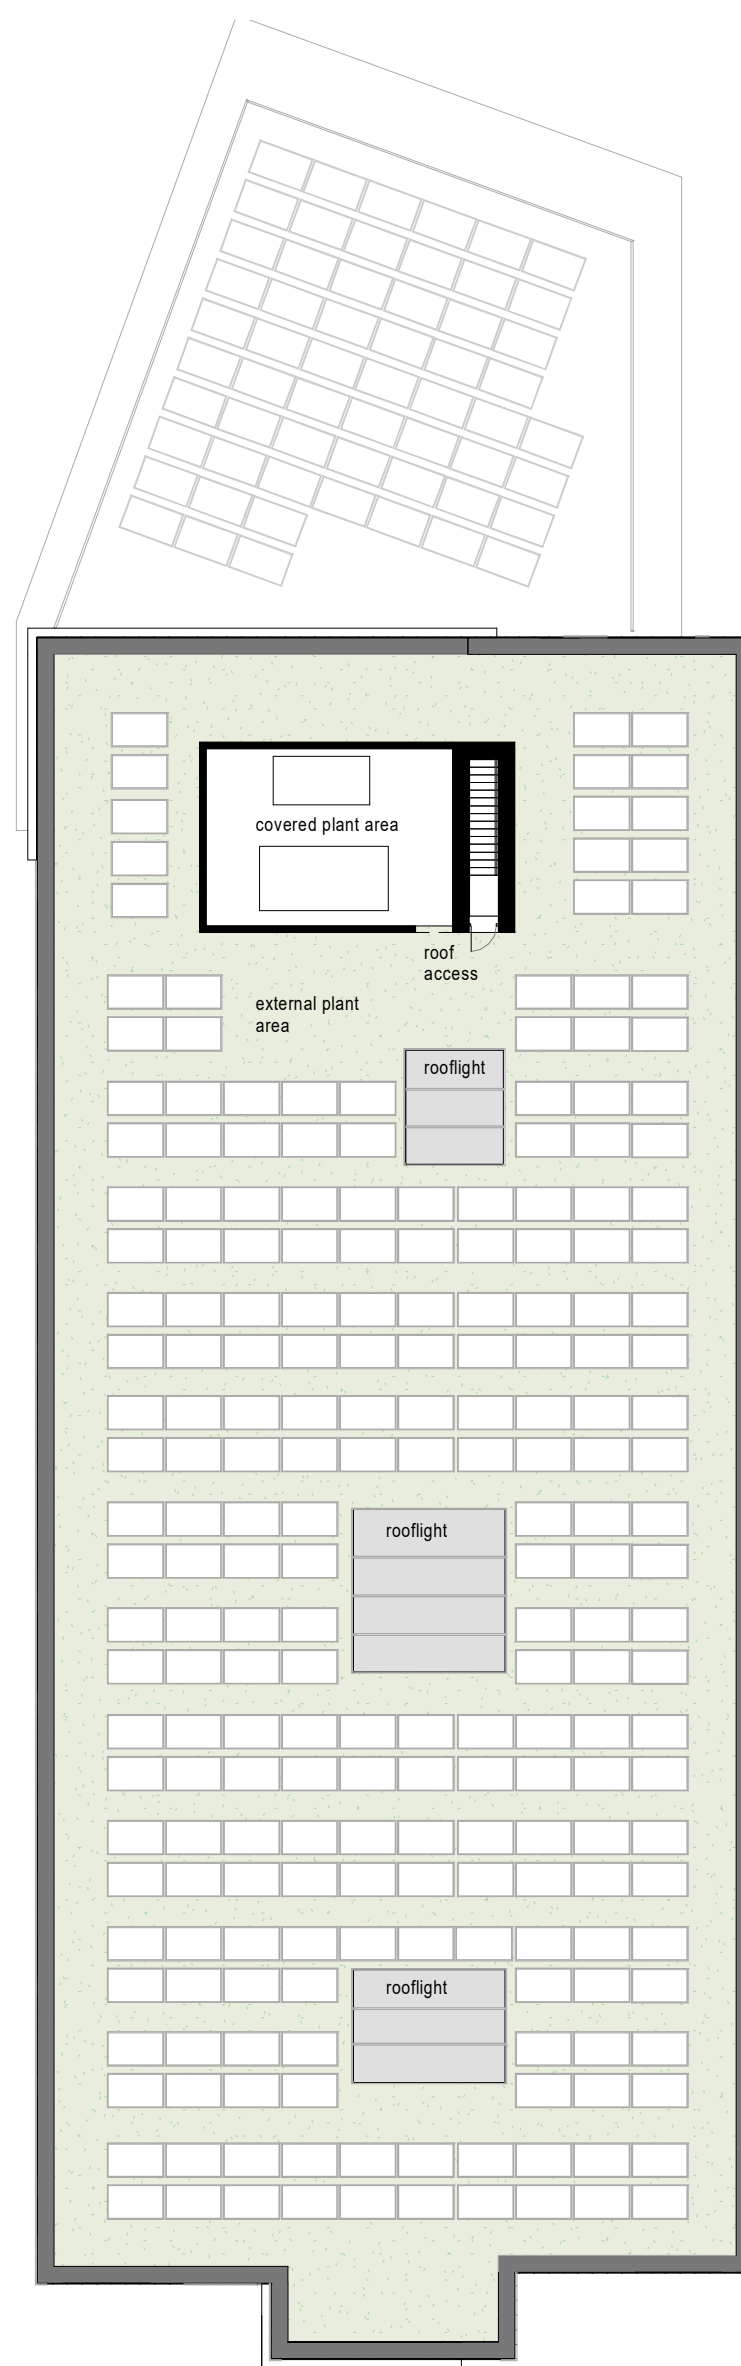 covered plant area
roof
access
external plant
area
rooflight
rooflight
rooflight